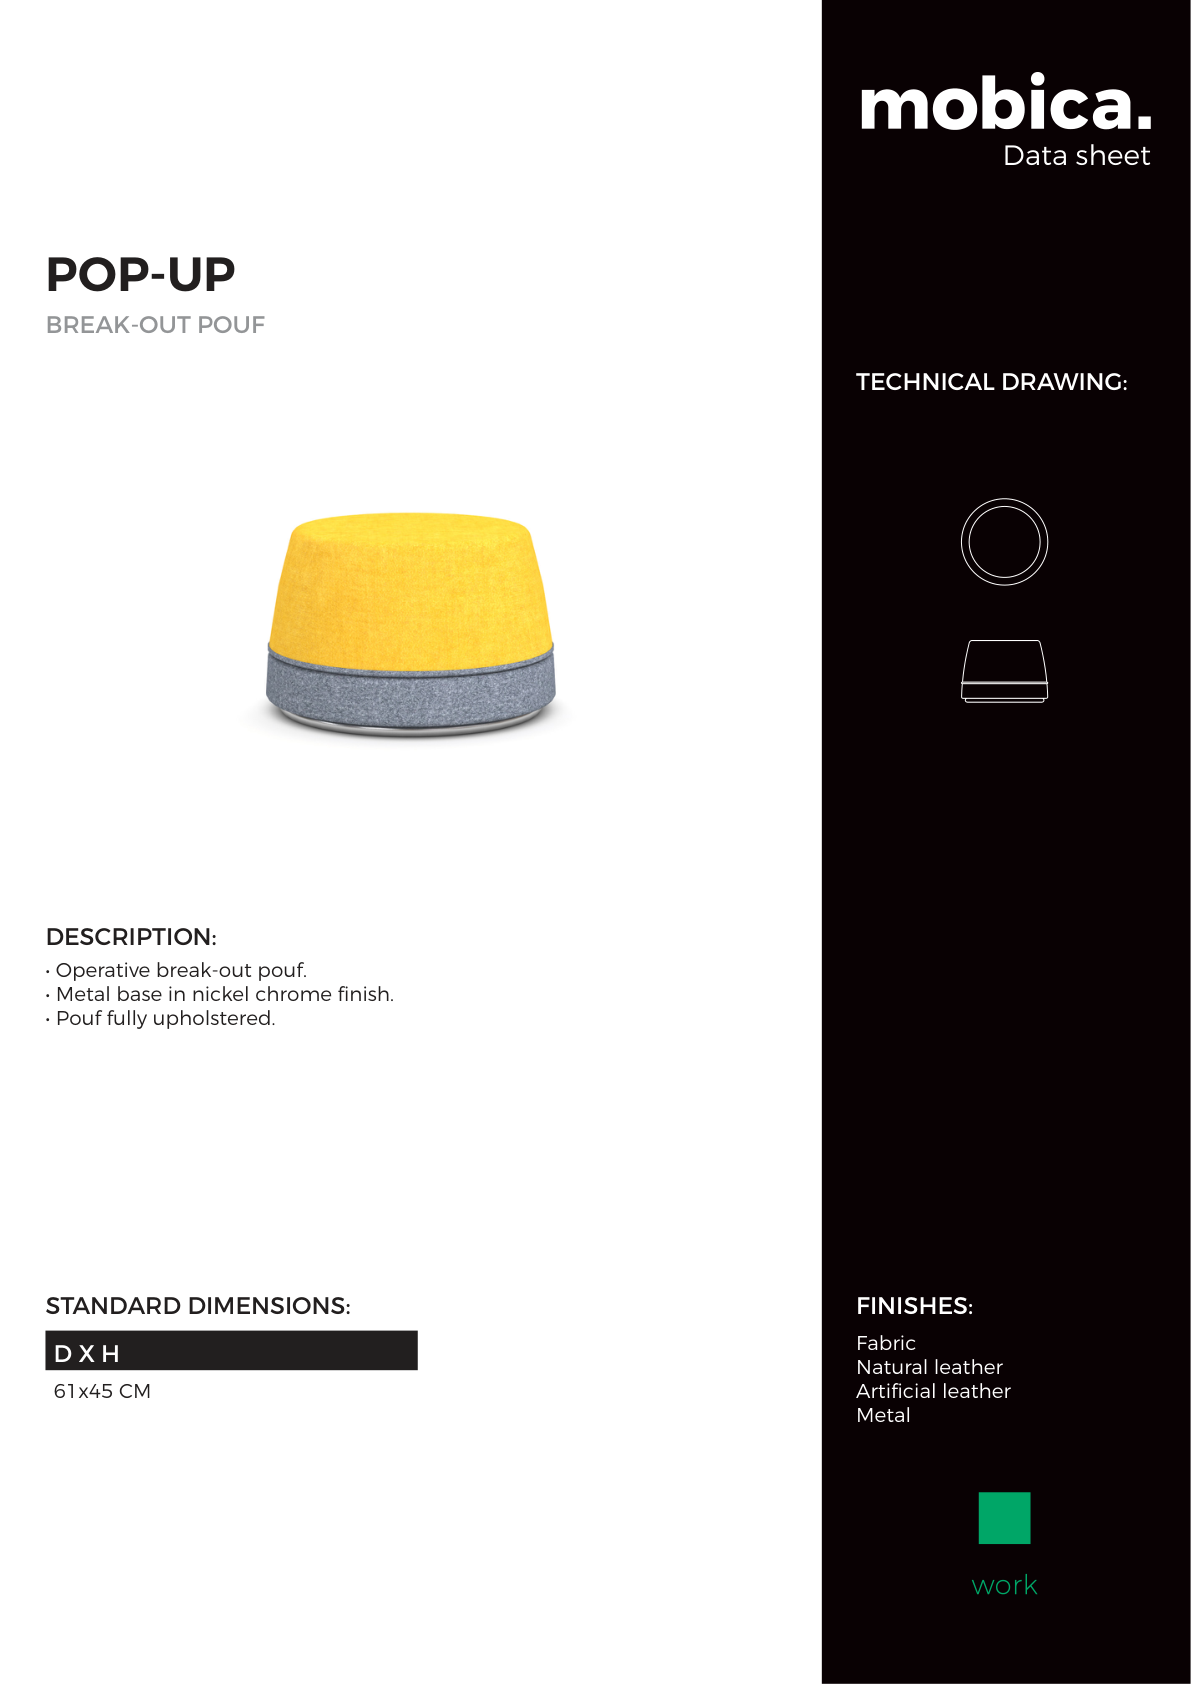 mobica.
Data sheet
POP-UP
BREAK-OUT POUF
TECHNICAL DRAWING:
DESCRIPTION:
• Operative break-out pouf.
• Metal base in nickel chrome finish.
• Pouf fully upholstered.
STANDARD DIMENSIONS:
D X H
61x45 CM
FINISHES:
Fabric
Natural leather
Artificial leather
Metal
work